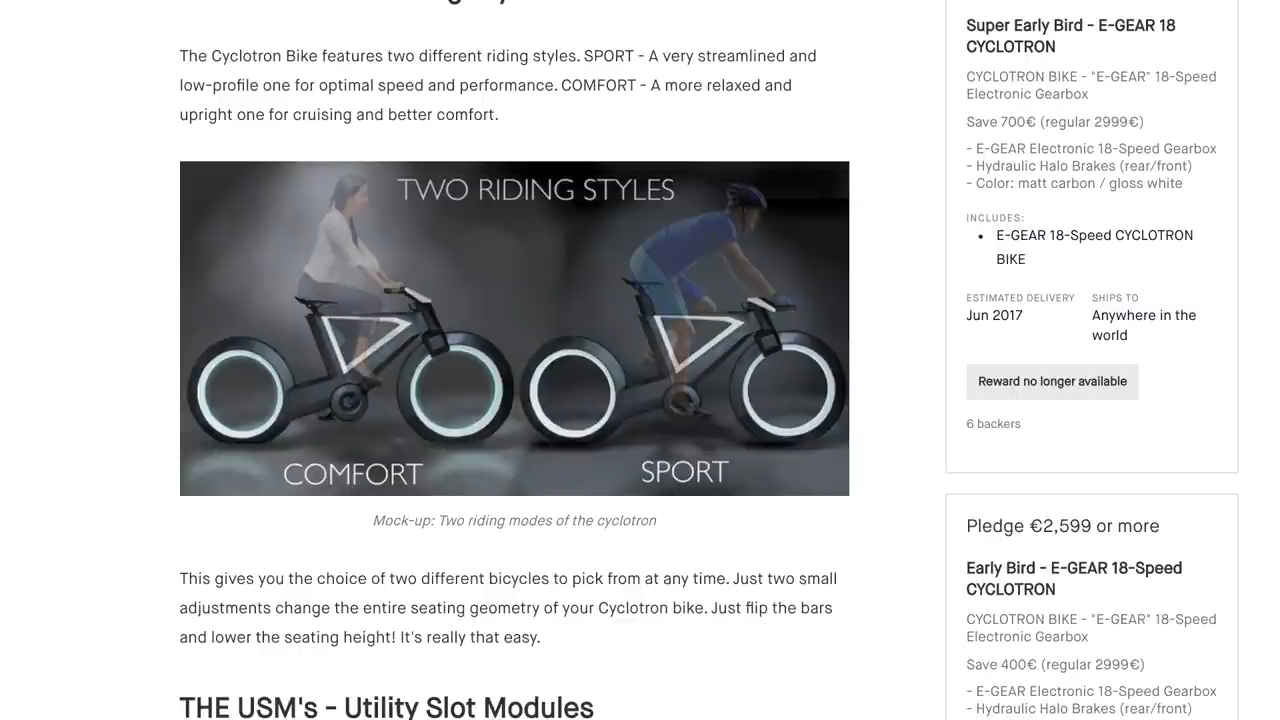 The Cyclotron Bike features two different riding styles. SPORT - A very streamlined and
low-profile one for optimal speed and performance. COMFORT - A more relaxed and
upright one for cruising and better comfort.
TWO RIDING STYLES
COMFORT
SPORT
Mock-up: Two riding modes of the cyclotron
This gives you the choice of two different bicycles to pick from at any time. Just two small
adjustments change the entire seating geometry of your Cyclotron bike. Just flip the bars
and lower the seating height! It's really that easy.
THE USM's - Utility Slot Modules
Super Early Bird - E-GEAR 18
CYCLOTRON
CYCLOTRON BIKE - "E-GEAR" 18-Speed
Electronic Gearbox
Save 700€ (regular 2999€)
- E-GEAR Electronic 18-Speed Gearbox
- Hydraulic Halo Brakes (rear/front)
- Color: matt carbon / gloss white
INCLUDES:
• E-GEAR 18-Speed CYCLOTRON
BIKE
ESTIMATED DELIVERY
Jun 2017
SHIPS TO
Anywhere in the
world
Reward no longer available
6 backers
Pledge €2,599 or more
Early Bird - E-GEAR 18-Speed
CYCLOTRON
CYCLOTRON BIKE - "E-GEAR" 18-Speed
Electronic Gearbox
Save 400€ (regular 2999€)
- E-GEAR Electronic 18-Speed Gearbox
- Hydraulic Halo Brakes (rear/front)